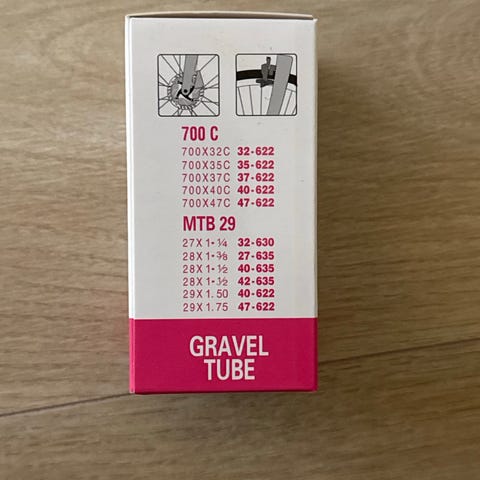 700 C
700X32C 32-622
700X35C 35-622
700X37C 37-622
700X40C 40-622
700X47C 47-622
MTB 29
27X1-¼ 32-630
28X1-⅜ 27-635
28X1-½ 40-635
28X1-½ 42-635
29X1.50 40-622
29X1.75 47-622
GRAVEL
TUBE